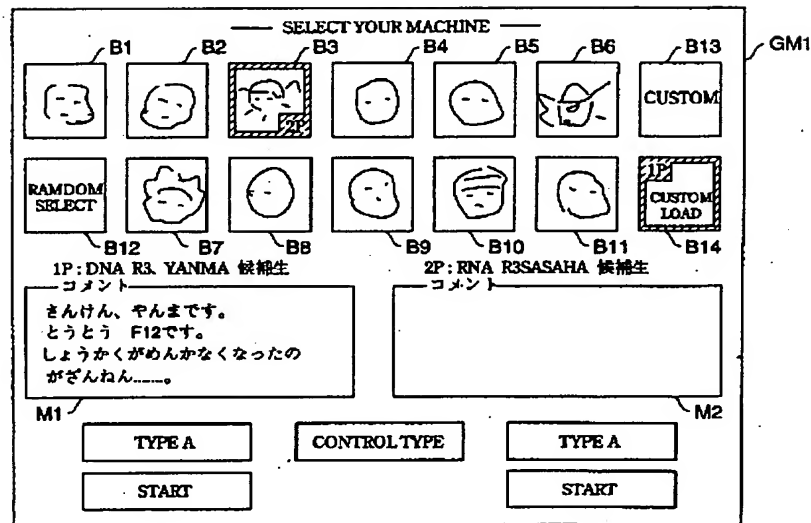 SELECT YOUR MACHINE
B1 B2 B3 B4 B5 B6 B13 GM1
2P
CUSTOM
RAMDOM SELECT
1P CUSTOM LOAD
B12 B7 B8 B9 B10 B11 B14
1P:DNA R3、YANMA 候補生
2P:RNA R3SASAHA 候補生
コメント
コメント
さんけん、やんまです。
とうとう F12です。
しょうかくがめんかなくなったの
がざんねん……。
M1
M2
TYPE A
CONTROL TYPE
TYPE A
START
START